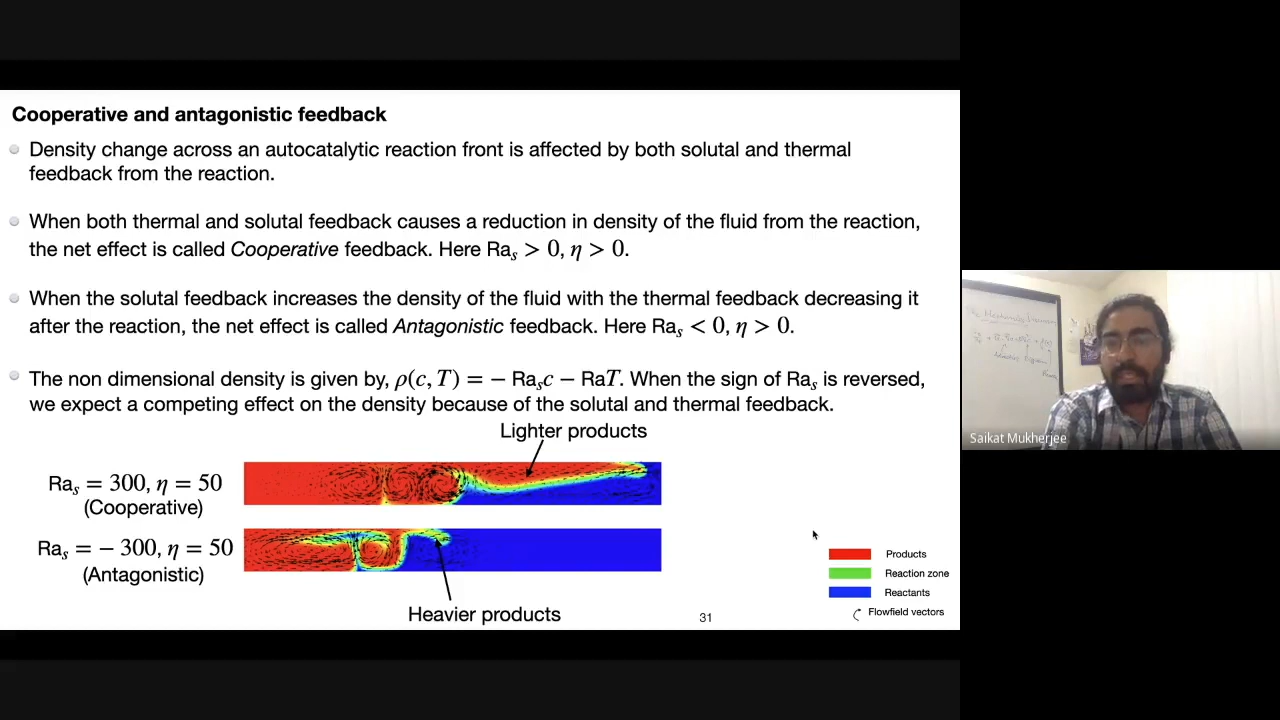 Cooperative and antagonistic feedback
Density change across an autocatalytic reaction front is affected by both solutal and thermal
feedback from the reaction.
When both thermal and solutal feedback causes a reduction in density of the fluid from the reaction,
the net effect is called Cooperative feedback. Here Raₛ > 0, η > 0.
When the solutal feedback increases the density of the fluid with the thermal feedback decreasing it
after the reaction, the net effect is called Antagonistic feedback. Here Raₛ < 0, η > 0.
The non dimensional density is given by, ρ(c, T) = − Raₛc − RaT. When the sign of Raₛ is reversed,
we expect a competing effect on the density because of the solutal and thermal feedback.
Lighter products
Raₛ = 300, η = 50
(Cooperative)
Raₛ = − 300, η = 50
(Antagonistic)
Heavier products
31
Products
Reaction zone
Reactants
Flowfield vectors
Saikat Mukherjee